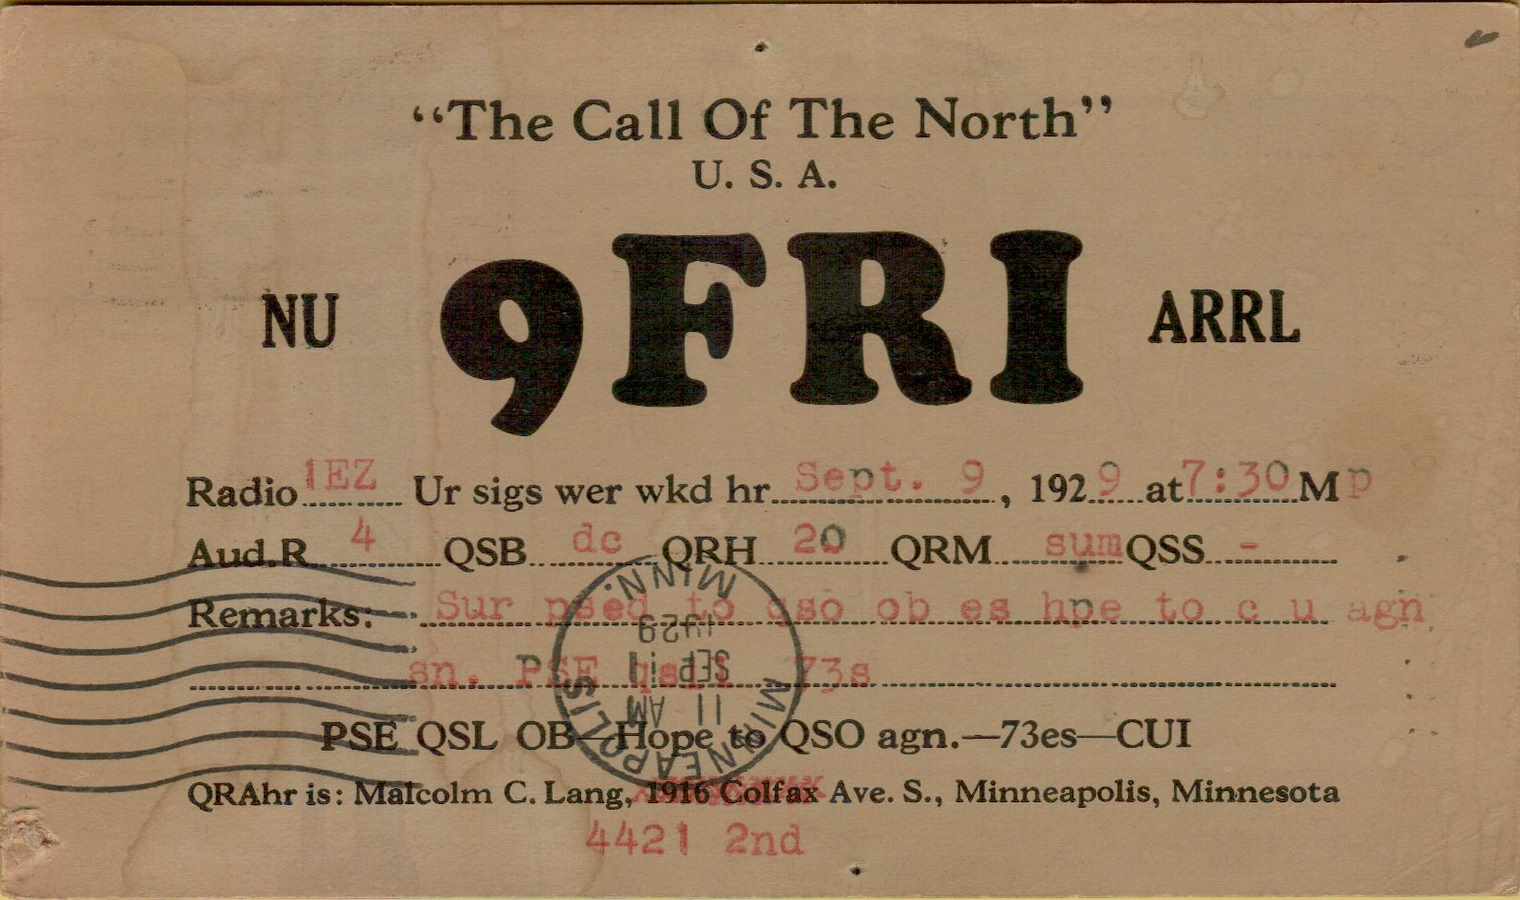 “The Call Of The North”
U. S. A.
NU 9FRI ARRL
Radio 1EZ Ur sigs wer wkd hr Sept. 9, 1929 at 7:30 M p
Aud.R 4 QSB dc QRH 20 QRM sum QSS -
Remarks: Sur psed to qso ob es hpe to c u agn
sn. PSE qsl 73s
PSE QSL OB—Hope to QSO agn.—73es—CUl
QRAhr is: Malcolm C. Lang, 1916 Colfax Ave. S., Minneapolis, Minnesota
4421 2nd
MINNEAPOLIS MINN.
11 AM
SEP 11
1929